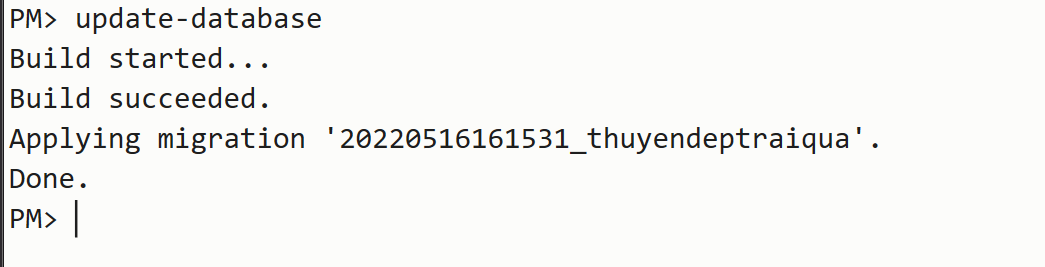 PM> update-database
Build started...
Build succeeded.
Applying migration '20220516161531_thuyendeptraiqua'.
Done.
PM>